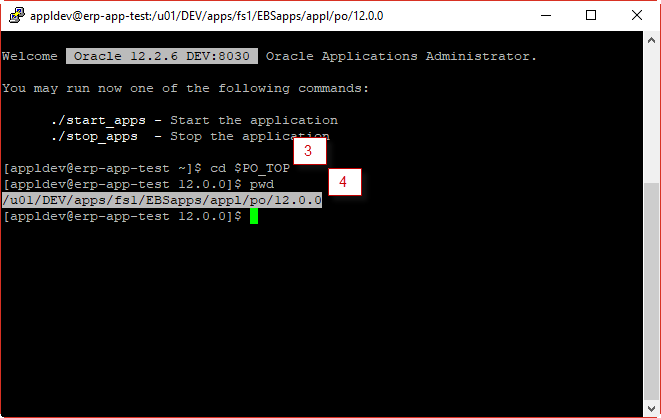 appldev@erp-app-test:/u01/DEV/apps/fs1/EBSapps/appl/po/12.0.0
Welcome  Oracle 12.2.6 DEV:8030  Oracle Applications Administrator.
You may run now one of the following commands:
./start_apps - Start the application
./stop_apps - Stop the application
3
[appldev@erp-app-test ~]$ cd $PO_TOP
[appldev@erp-app-test 12.0.0]$ pwd
4
/u01/DEV/apps/fs1/EBSapps/appl/po/12.0.0
[appldev@erp-app-test 12.0.0]$